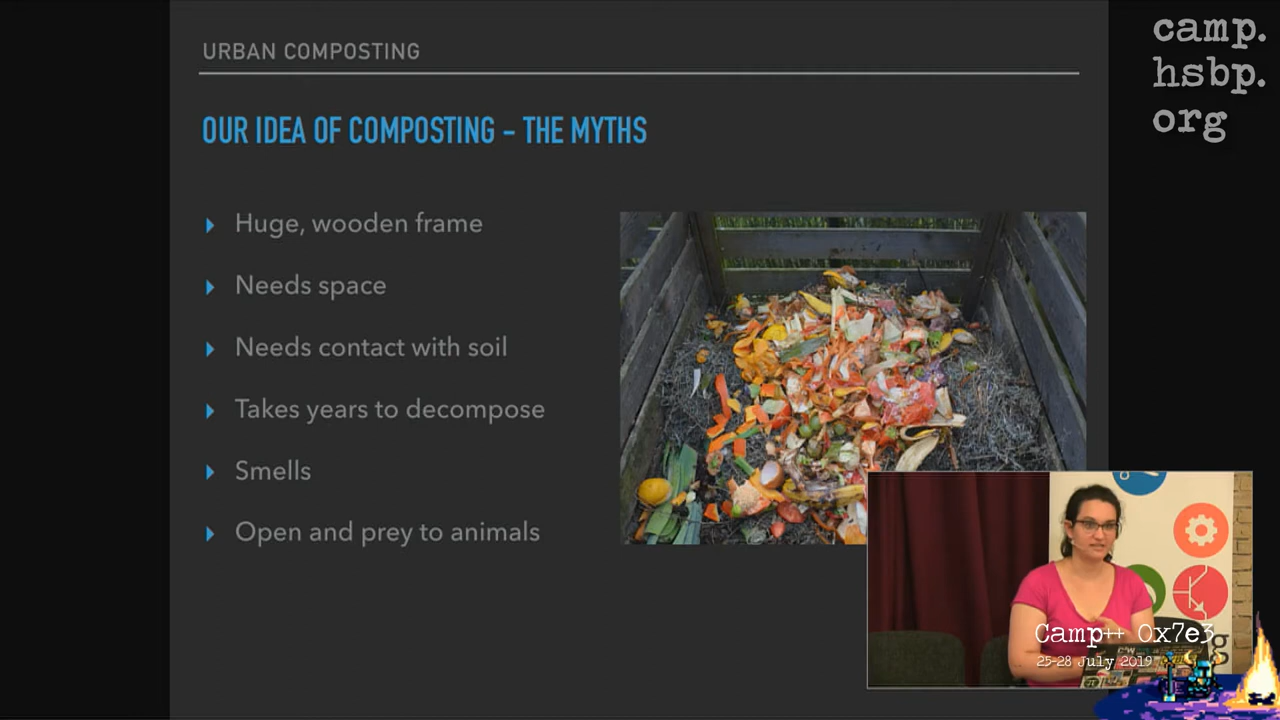 URBAN COMPOSTING
camp.
hsbp.
org
OUR IDEA OF COMPOSTING – THE MYTHS
Huge, wooden frame
Needs space
Needs contact with soil
Takes years to decompose
Smells
Open and prey to animals
Camp++ 0x7e3
25-28 July 2019